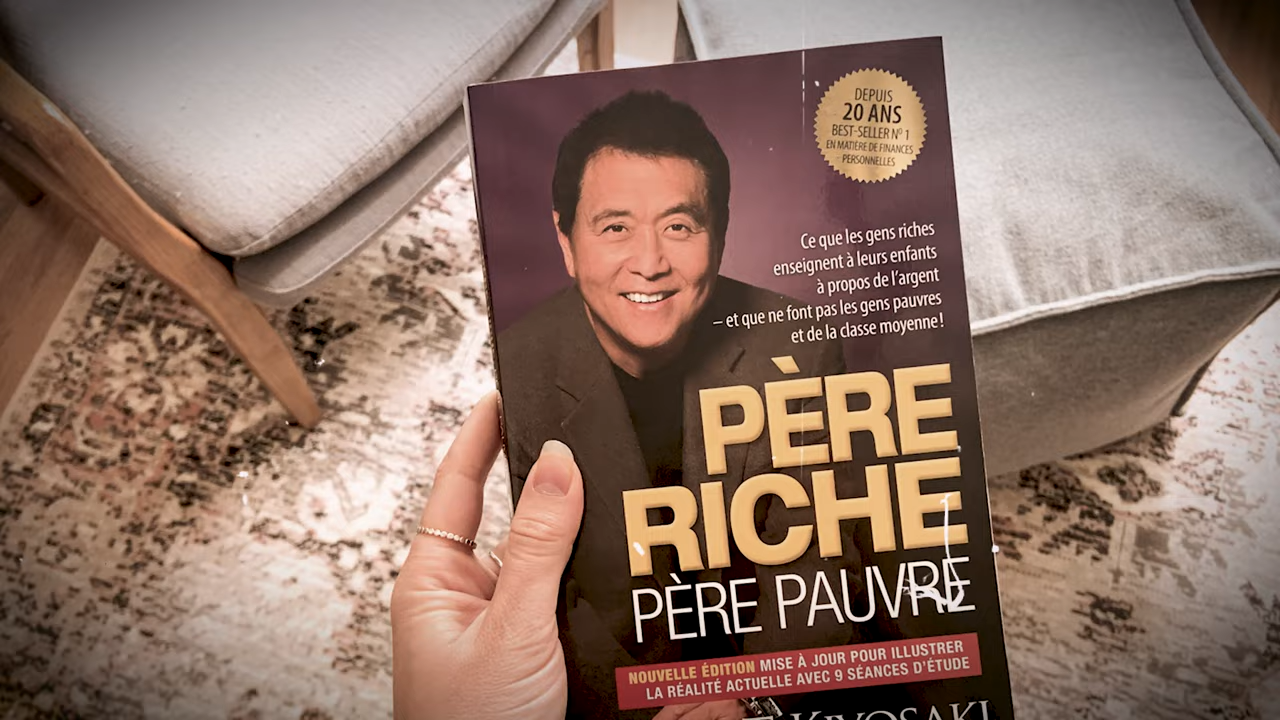 DEPUIS
20 ANS
BEST-SELLER Nº 1
EN MATIÈRE DE FINANCES
PERSONNELLES
Ce que les gens riches
enseignent à leurs enfants
à propos de l'argent
– et que ne font pas les gens pauvres
et de la classe moyenne !
PÈRE
RICHE
PÈRE PAUVRE
NOUVELLE ÉDITION MISE À JOUR POUR ILLUSTRER
LA RÉALITÉ ACTUELLE AVEC 9 SÉANCES D'ÉTUDE
KIYOSAKI